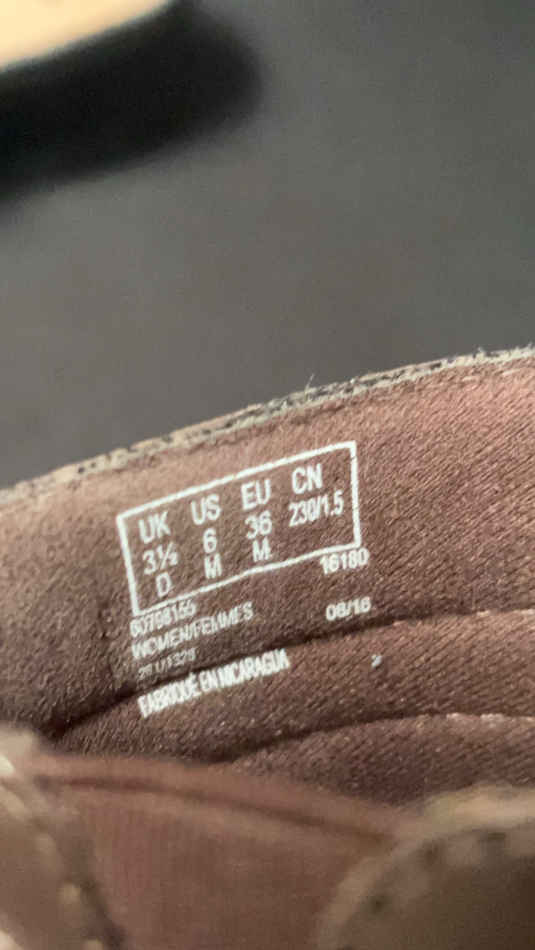 UK US EU CN
3½ 6 36 230/1.5
D M M
16180
WOMEN/FEMMES 06/16
FABRIQUÉ EN NICARAGUA